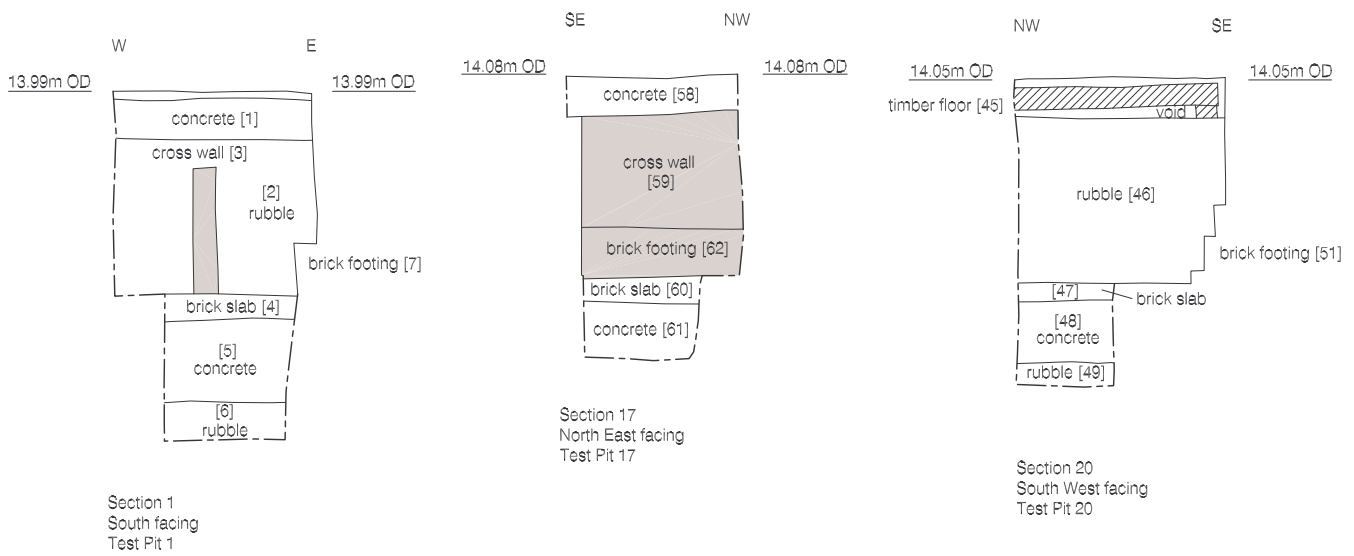 W
E
13.99m OD
13.99m OD
concrete [1]
cross wall [3]
[2]
rubble
brick footing [7]
brick slab [4]
[5]
concrete
[6]
rubble
Section 1
South facing
Test Pit 1
SE
NW
14.08m OD
14.08m OD
concrete [58]
cross wall
[59]
brick footing [62]
brick slab [60]
concrete [61]
Section 17
North East facing
Test Pit 17
NW
SE
14.05m OD
14.05m OD
timber floor [45]
void
rubble [46]
brick footing [51]
[47]
brick slab
[48]
concrete
rubble [49]
Section 20
South West facing
Test Pit 20